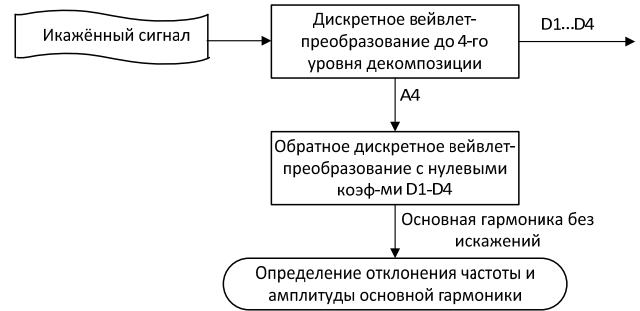 Икажённый сигнал
Дискретное вейвлет-
преобразование до 4-го
уровня декомпозиции
D1...D4
A4
Обратное дискретное вейвлет-
преобразование с нулевыми
коэф-ми D1-D4
Основная гармоника без
искажений
Определение отклонения частоты и
амплитуды основной гармоники